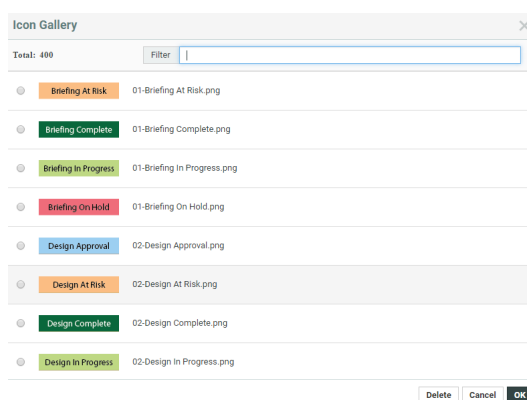 Icon Gallery
Total: 400 Filter
Briefing At Risk 01-Briefing At Risk.png
Briefing Complete 01-Briefing Complete.png
Briefing In Progress 01-Briefing In Progress.png
Briefing On Hold 01-Briefing On Hold.png
Design Approval 02-Design Approval.png
Design At Risk 02-Design At Risk.png
Design Complete 02-Design Complete.png
Design In Progress 02-Design In Progress.png
Delete Cancel OK